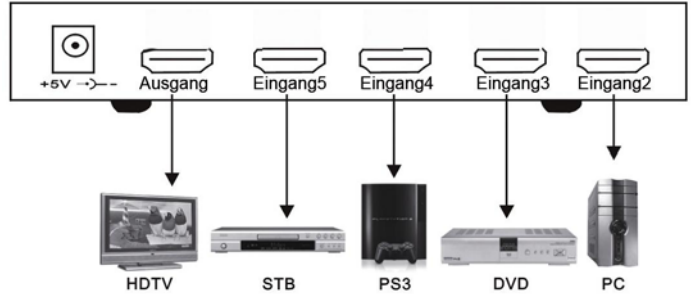 +5V
Ausgang
Eingang5
Eingang4
Eingang3
Eingang2
HDTV
STB
PS3
DVD
PC